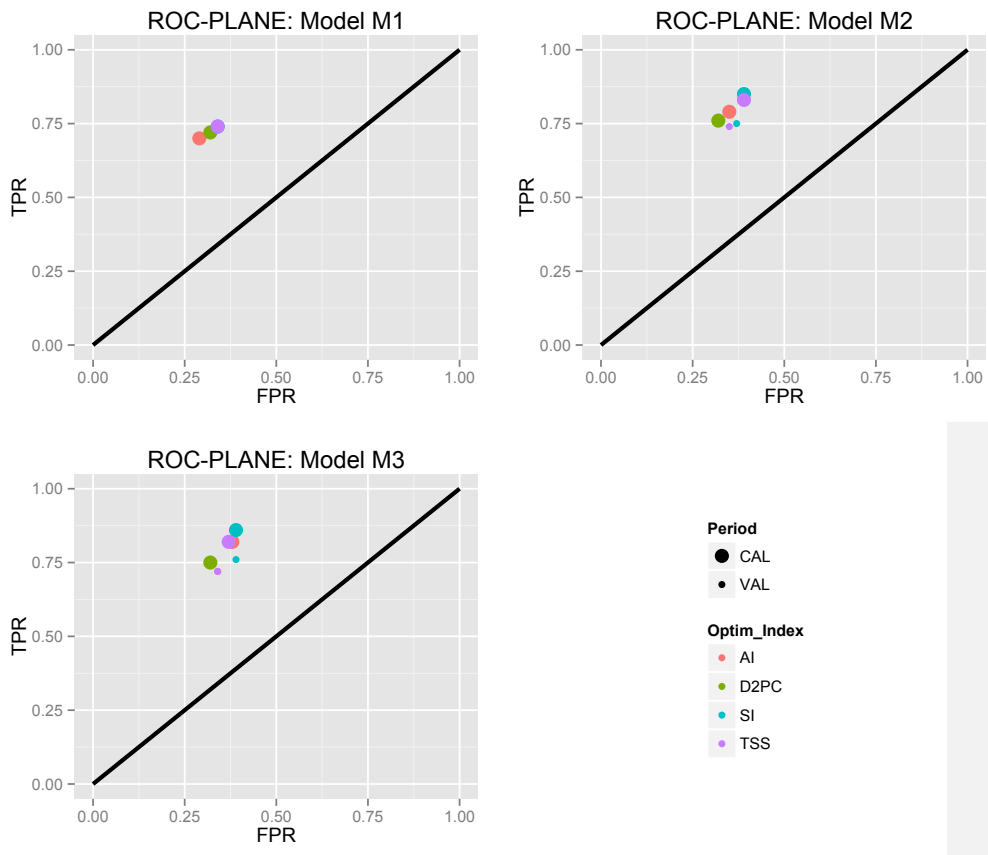 ROC-PLANE: Model M1
1.00
0.75
0.50
0.25
0.00
TPR
0.00 0.25 0.50 0.75 1.00
FPR
ROC-PLANE: Model M2
1.00
0.75
0.50
0.25
0.00
TPR
0.00 0.25 0.50 0.75 1.00
FPR
ROC-PLANE: Model M3
1.00
0.75
0.50
0.25
0.00
TPR
0.00 0.25 0.50 0.75 1.00
FPR
Period
CAL
VAL
Optim_Index
AI
D2PC
SI
TSS